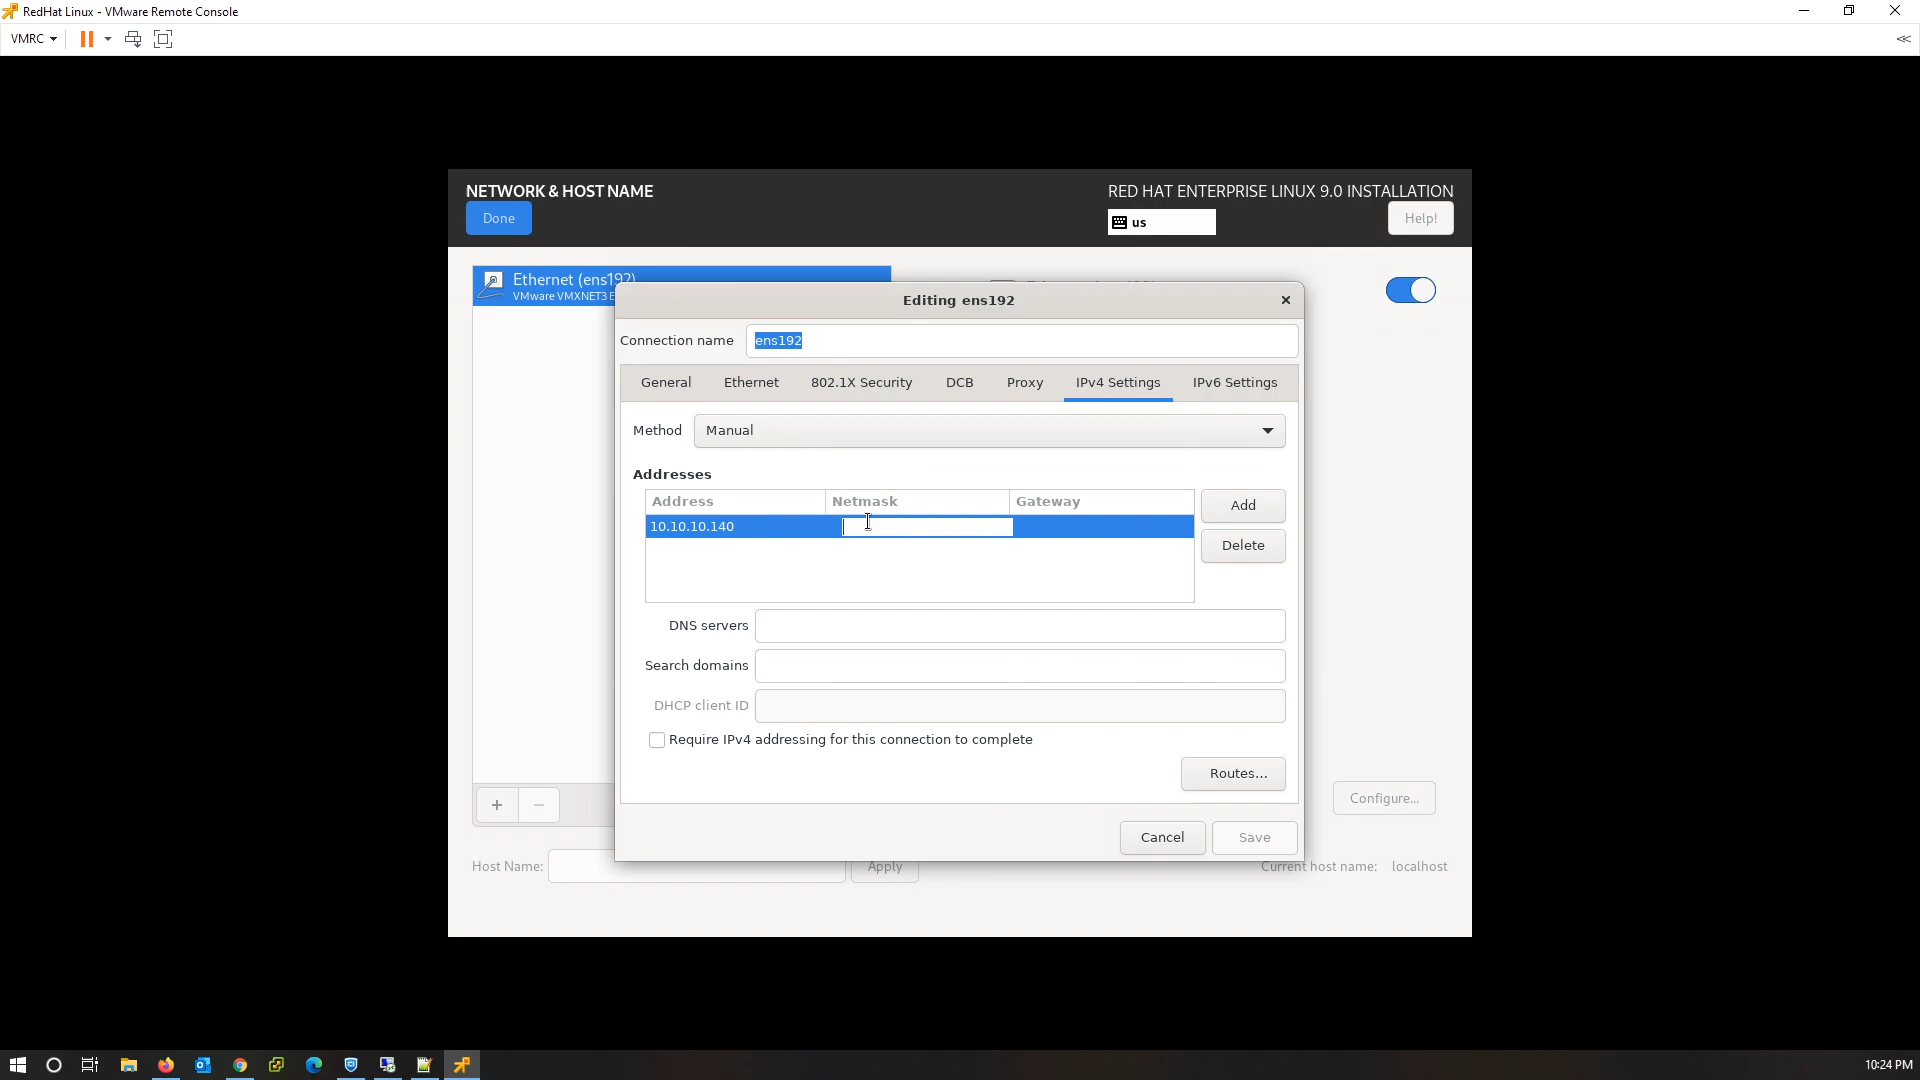 RedHat Linux - VMware Remote Console
VMRC
NETWORK & HOST NAME
RED HAT ENTERPRISE LINUX 9.0 INSTALLATION
Done
us
Help!
Ethernet (ens192)
VMware VMXNET3 E
Editing ens192
Connection name
ens192
General
Ethernet
802.1X Security
DCB
Proxy
IPv4 Settings
IPv6 Settings
Method
Manual
Addresses
Address
Netmask
Gateway
10.10.10.140
Add
Delete
DNS servers
Search domains
DHCP client ID
Require IPv4 addressing for this connection to complete
Routes...
Configure...
Cancel
Save
Host Name:
Apply
Current host name:
localhost
10:24 PM